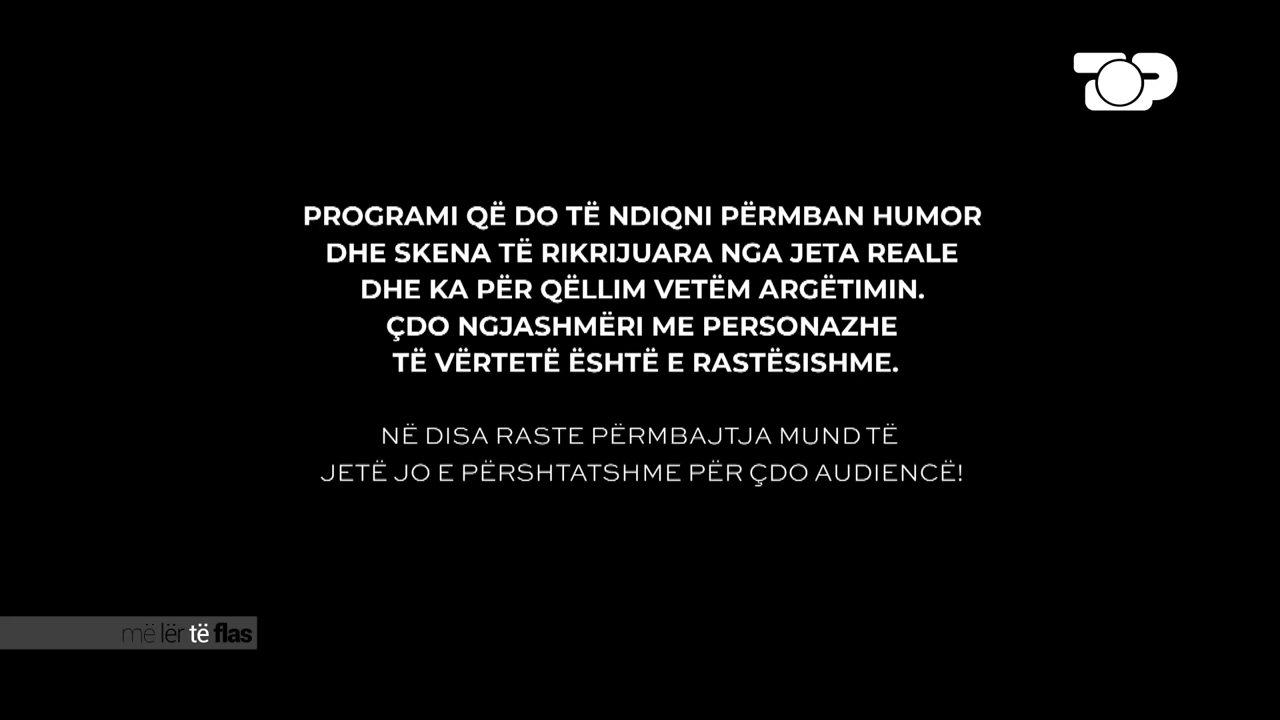 TOP
PROGRAMI QË DO TË NDIQNI PËRMBAN HUMOR
DHE SKENA TË RIKRIJUARA NGA JETA REALE
DHE KA PËR QËLLIM VETËM ARGËTIMIN.
ÇDO NGJASHMËRI ME PERSONAZHE
TË VËRTETË ËSHTË E RASTËSISHME.
NË DISA RASTE PËRMBAJTJA MUND TË
JETË JO E PËRSHTATSHME PËR ÇDO AUDIENCË!
më lër të flas